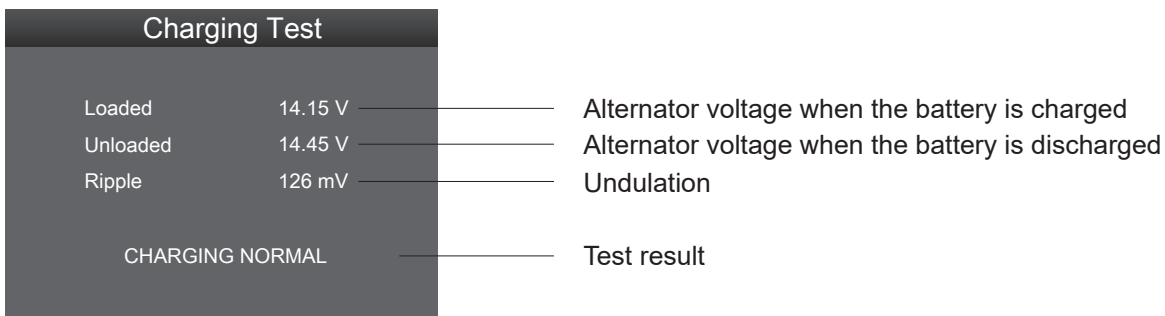 Charging Test
Loaded 14.15 V Alternator voltage when the battery is charged
Unloaded 14.45 V Alternator voltage when the battery is discharged
Ripple 126 mV Undulation
CHARGING NORMAL Test result